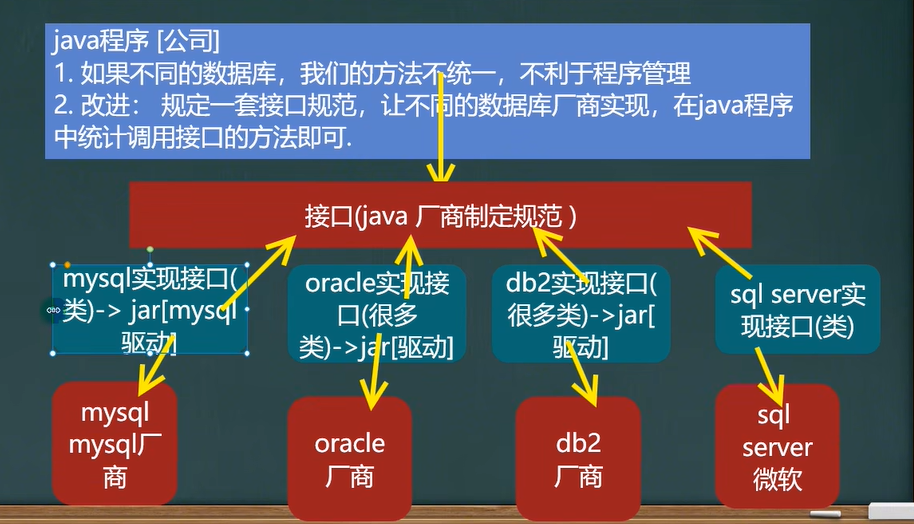 java程序 [公司]
1. 如果不同的数据库，我们的方法不统一，不利于程序管理
2. 改进： 规定一套接口规范，让不同的数据库厂商实现，在java程序
中统计调用接口的方法即可.
接口(java 厂商制定规范 )
mysql实现接口(
类)-> jar[mysql
驱动]
oracle实现接
口(很多
类)->jar[驱动]
db2实现接口(
很多类)->jar[
驱动]
sql server实
现接口(类)
mysql
mysql厂
商
oracle
厂商
db2
厂商
sql
server
微软